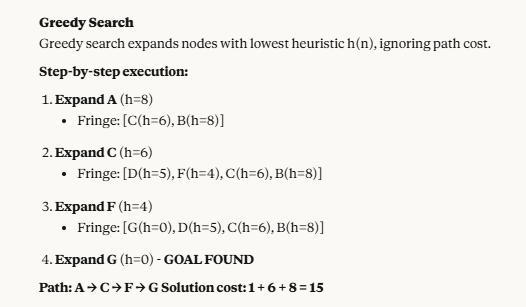 Greedy Search
Greedy search expands nodes with lowest heuristic h(n), ignoring path cost.
Step-by-step execution:
1. Expand A (h=8)
• Fringe: [C(h=6), B(h=8)]
2. Expand C (h=6)
• Fringe: [D(h=5), F(h=4), C(h=6), B(h=8)]
3. Expand F (h=4)
• Fringe: [G(h=0), D(h=5), C(h=6), B(h=8)]
4. Expand G (h=0) - GOAL FOUND
Path: A → C → F → G Solution cost: 1 + 6 + 8 = 15